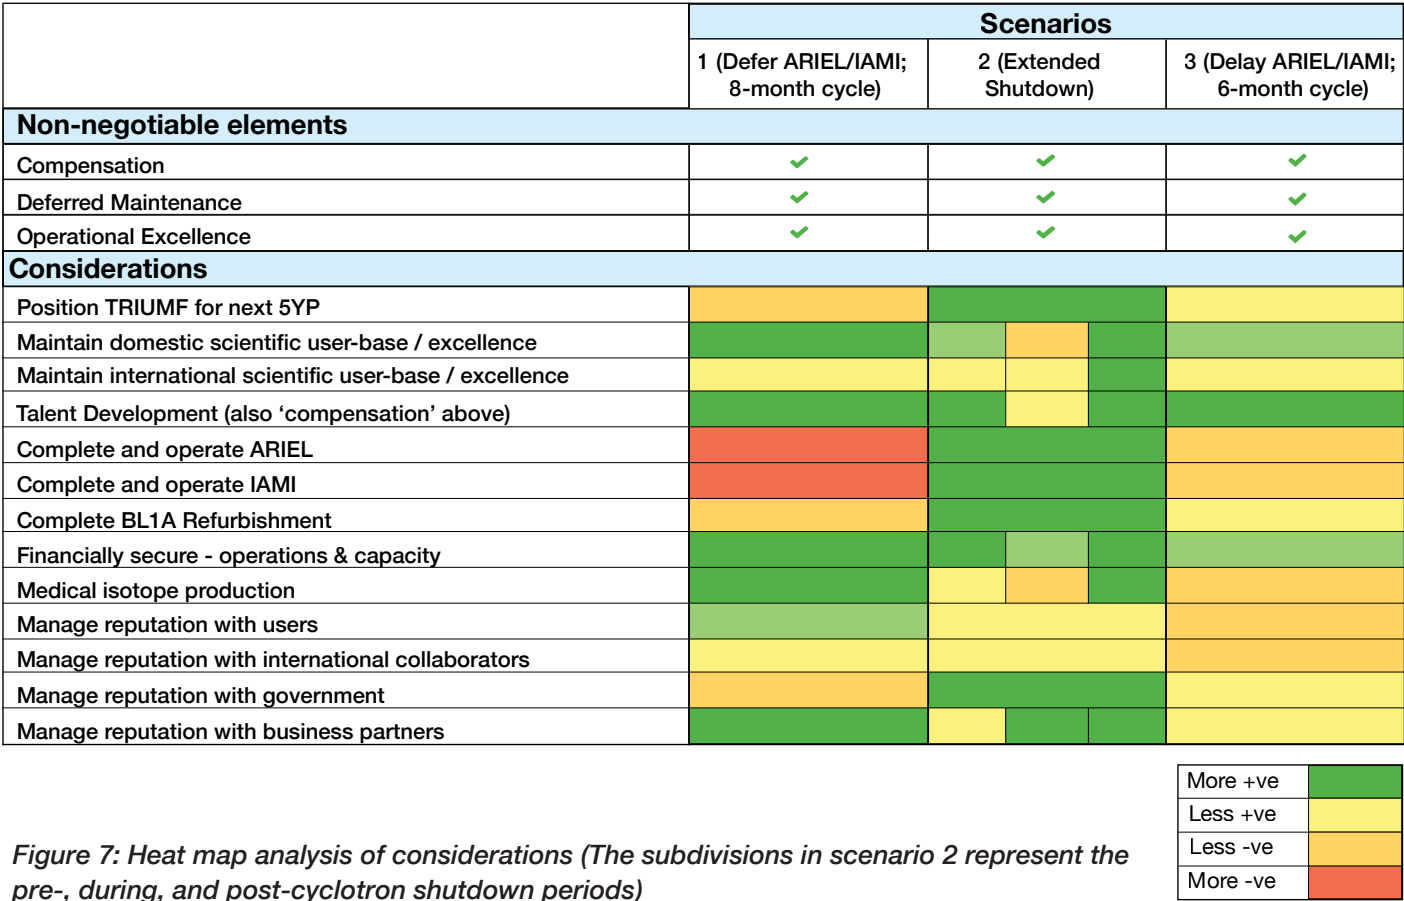 Scenarios
1 (Defer ARIEL/IAMI;
8-month cycle)
2 (Extended
Shutdown)
3 (Delay ARIEL/IAMI;
6-month cycle)
Non-negotiable elements
Compensation
Deferred Maintenance
Operational Excellence
Considerations
Position TRIUMF for next 5YP
Maintain domestic scientific user-base / excellence
Maintain international scientific user-base / excellence
Talent Development (also ‘compensation’ above)
Complete and operate ARIEL
Complete and operate IAMI
Complete BL1A Refurbishment
Financially secure - operations & capacity
Medical isotope production
Manage reputation with users
Manage reputation with international collaborators
Manage reputation with government
Manage reputation with business partners
More +ve
Less +ve
Less -ve
More -ve
Figure 7: Heat map analysis of considerations (The subdivisions in scenario 2 represent the
pre-, during, and post-cyclotron shutdown periods)